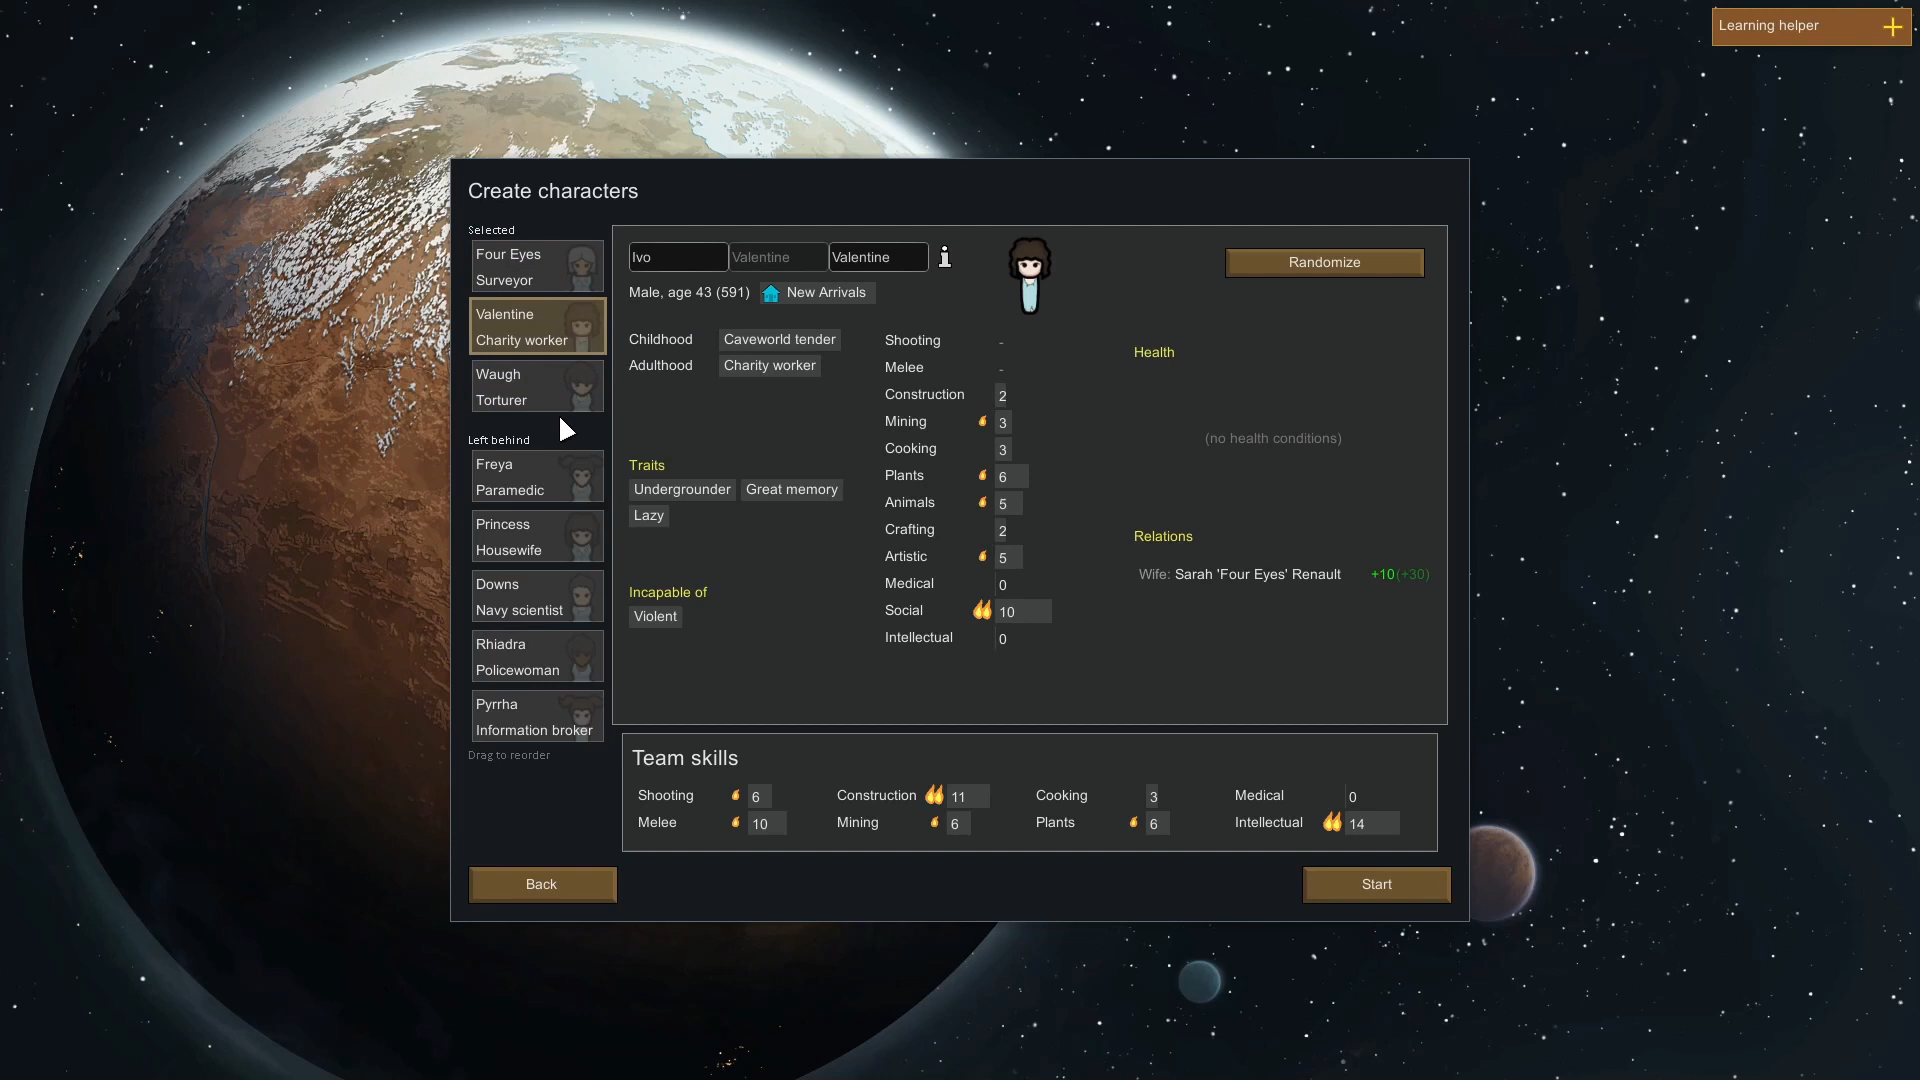 Learning helper
Create characters
Selected
Four Eyes
Surveyor
Valentine
Charity worker
Waugh
Torturer
Left behind
Freya
Paramedic
Princess
Housewife
Downs
Navy scientist
Rhiadra
Policewoman
Pyrrha
Information broker
Drag to reorder
Ivo Valentine Valentine
Randomize
Male, age 43 (591) New Arrivals
Childhood Caveworld tender
Adulthood Charity worker
Traits
Undergrounder Great memory
Lazy
Incapable of
Violent
Shooting -
Melee -
Construction 2
Mining 3
Cooking 3
Plants 6
Animals 5
Crafting 2
Artistic 5
Medical 0
Social 10
Intellectual 0
Health
(no health conditions)
Relations
Wife: Sarah 'Four Eyes' Renault +10(+30)
Team skills
Shooting 6 Construction 11 Cooking 3 Medical 0
Melee 10 Mining 6 Plants 6 Intellectual 14
Back
Start